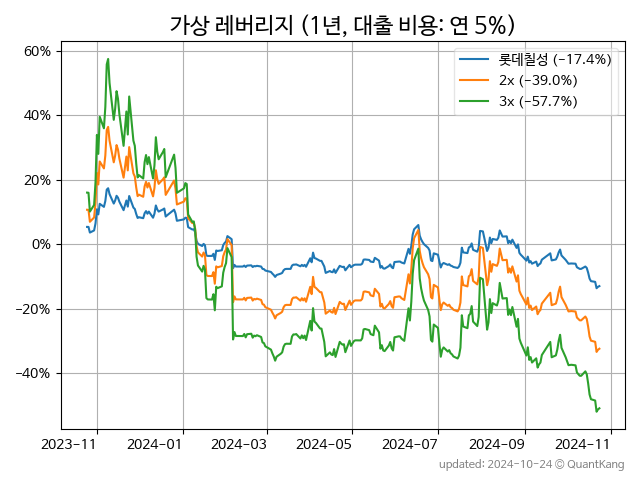 가상 레버리지 (1년, 대출 비용: 연 5%)
롯데칠성 (-17.4%)
2x (-39.0%)
3x (-57.7%)
60%
40%
20%
0%
-20%
-40%
2023-11 2024-01 2024-03 2024-05 2024-07 2024-09 2024-11
updated: 2024-10-24 © QuantKang